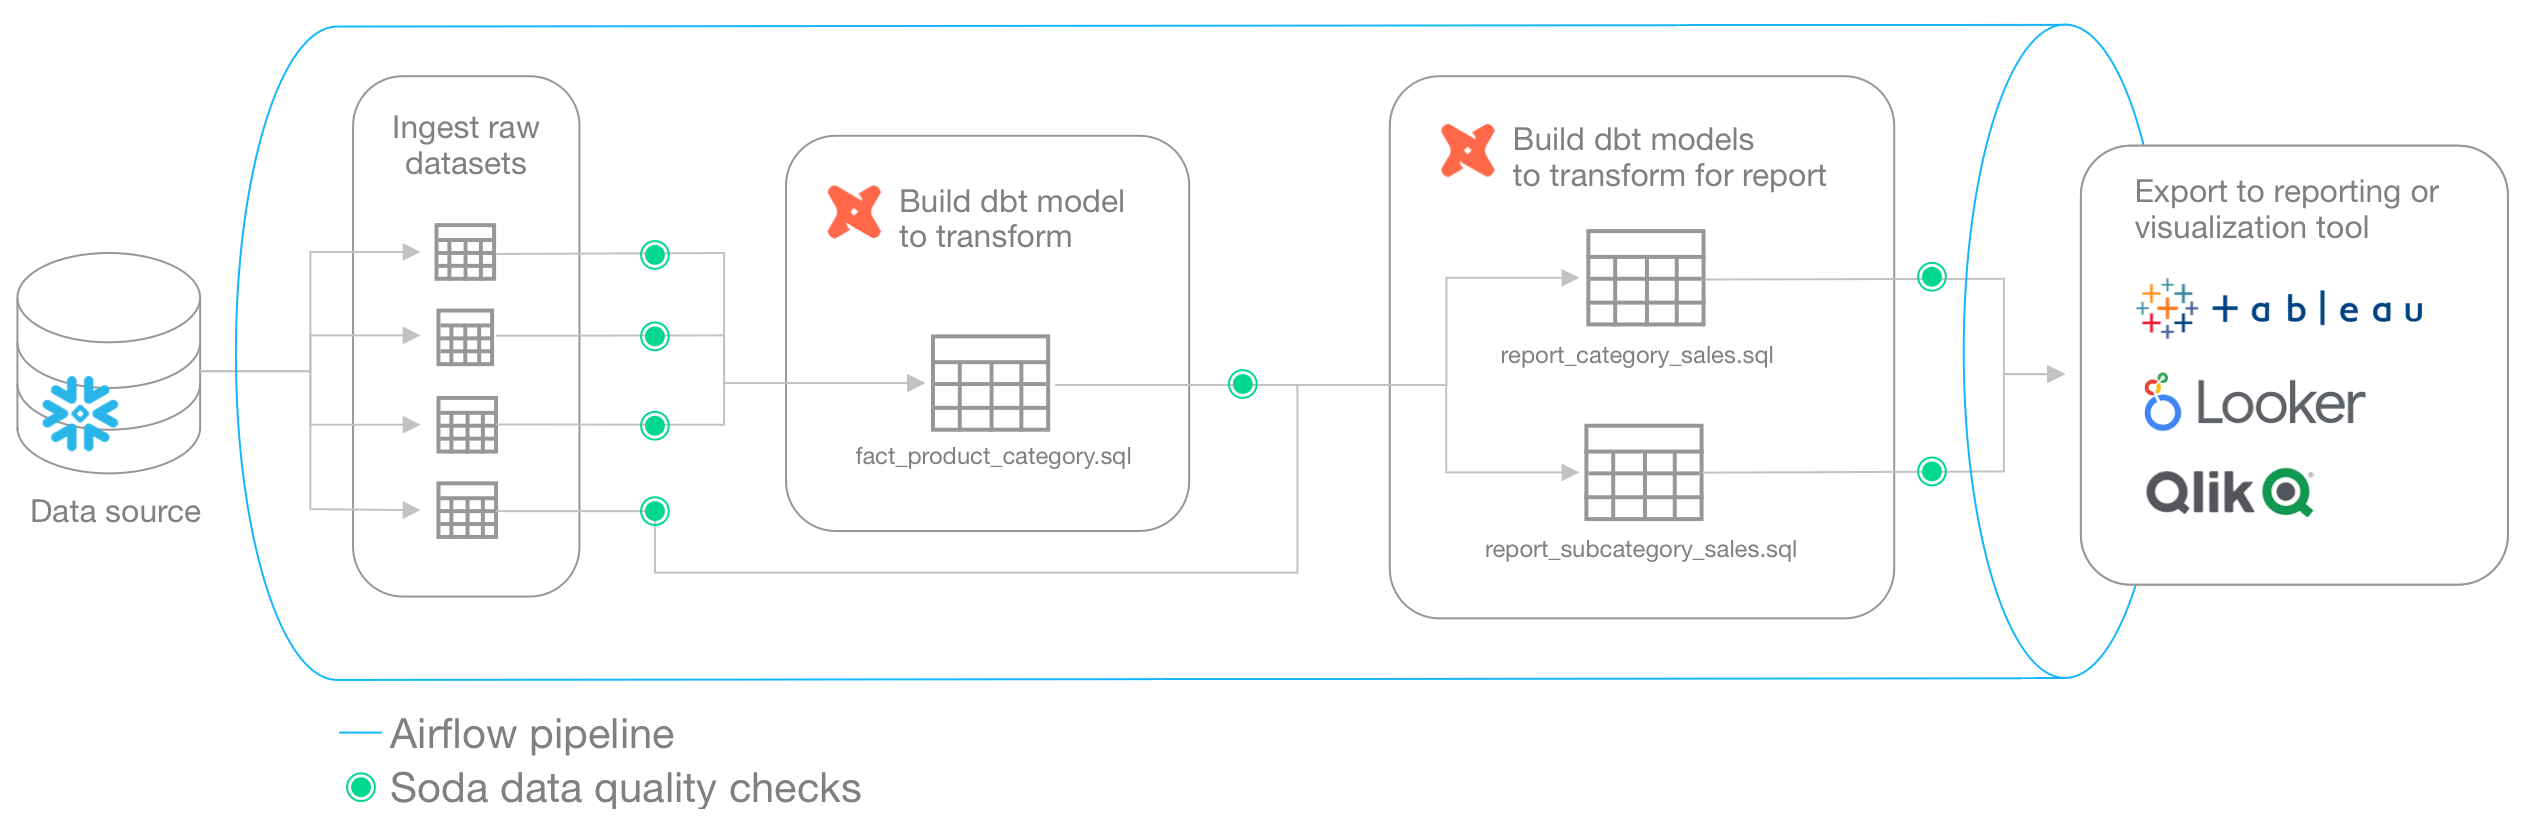 Ingest raw
datasets
Build dbt model
to transform
Build dbt models
to transform for report
Export to reporting or
visualization tool
+ a b l e a u
Looker
Qlik
report_category_sales.sql
fact_product_category.sql
report_subcategory_sales.sql
Data source
Airflow pipeline
Soda data quality checks